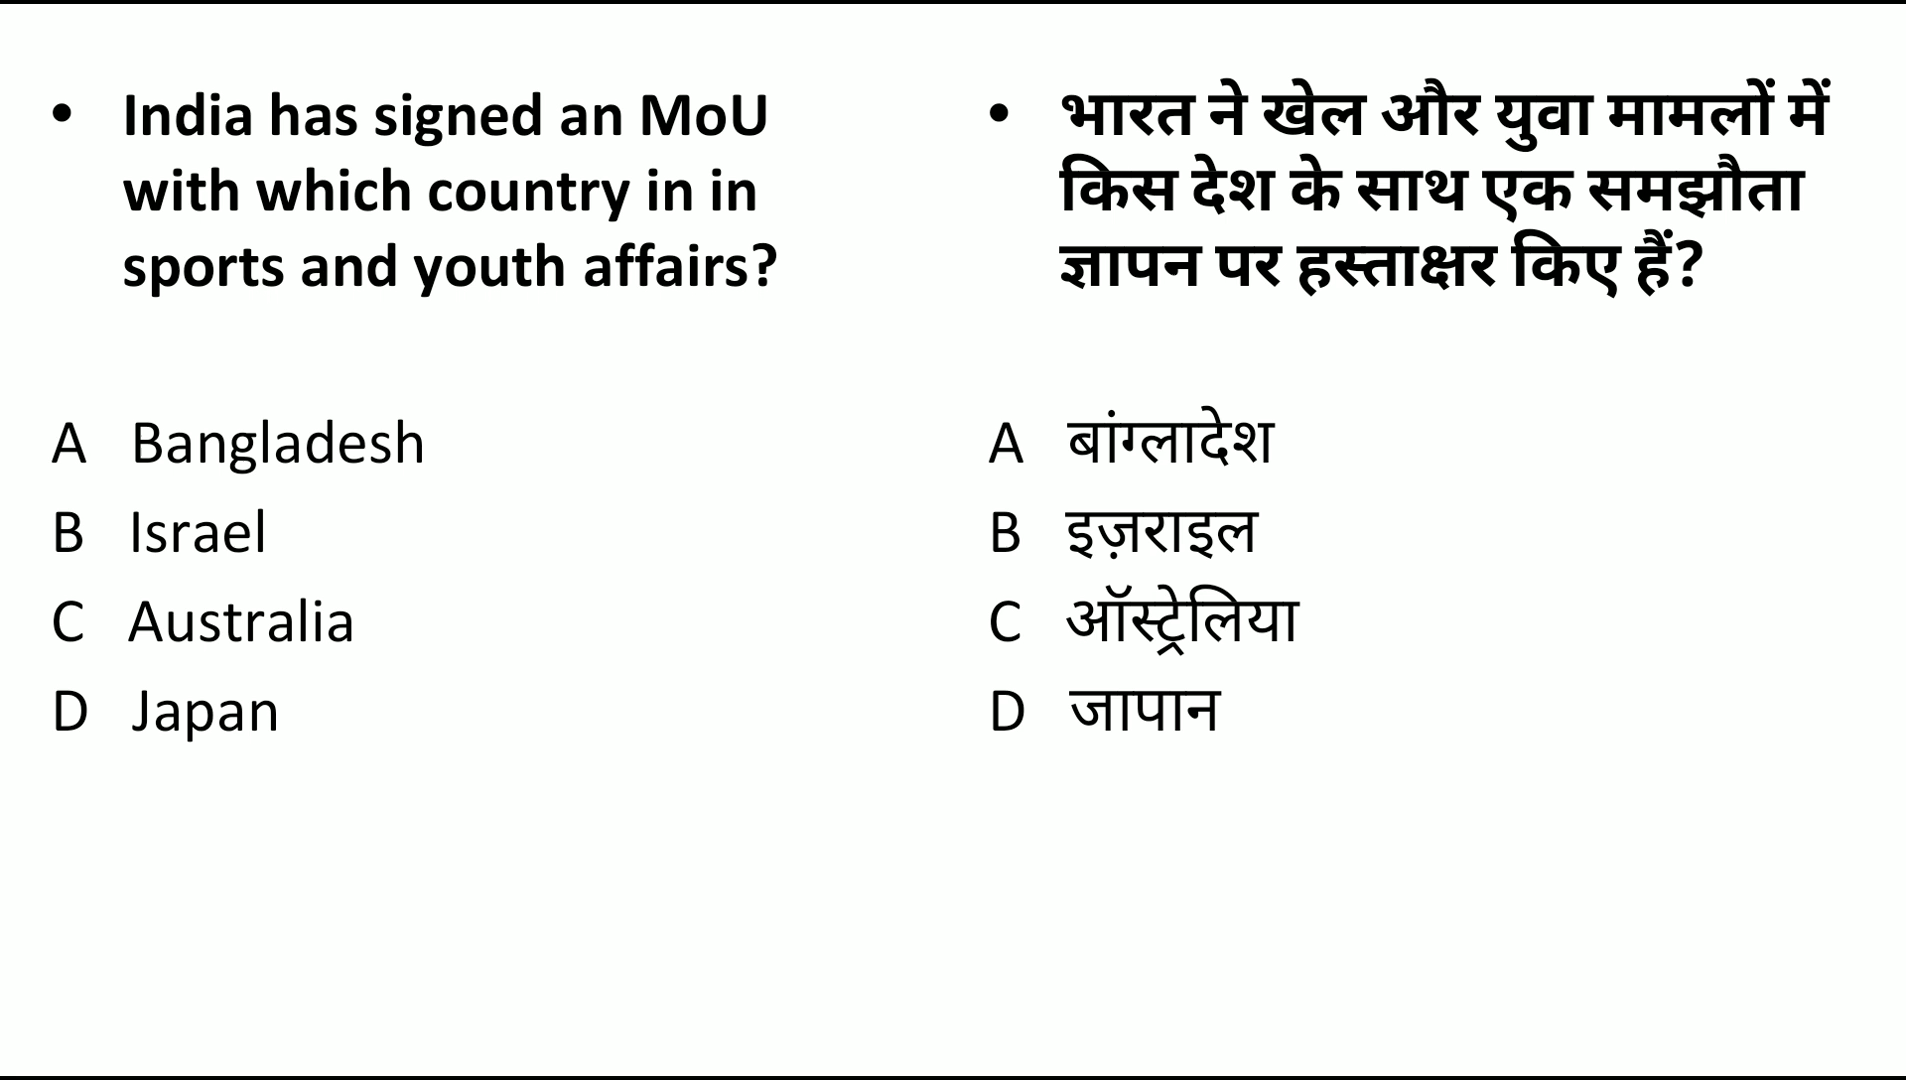 • India has signed an MoU
with which country in in
sports and youth affairs?
A Bangladesh
B Israel
C Australia
D Japan
• भारत ने खेल और युवा मामलों में
किस देश के साथ एक समझौता
ज्ञापन पर हस्ताक्षर किए हैं?
A बांग्लादेश
B इज़राइल
C ऑस्ट्रेलिया
D जापान